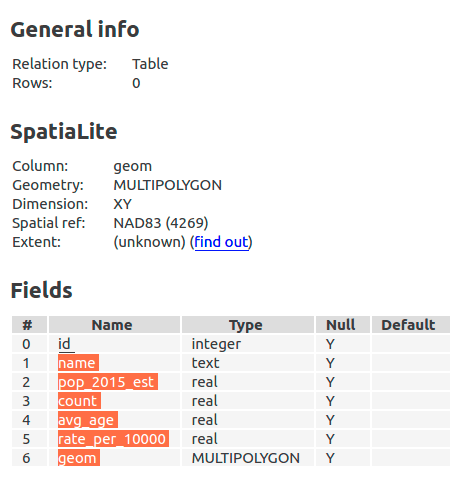 General info
Relation type: Table
Rows: 0
SpatiaLite
Column: geom
Geometry: MULTIPOLYGON
Dimension: XY
Spatial ref: NAD83 (4269)
Extent: (unknown) (find out)
Fields
# Name Type Null Default
0 id integer Y
1 name text Y
2 pop_2015_est real Y
3 count real Y
4 avg_age real Y
5 rate_per_10000 real Y
6 geom MULTIPOLYGON Y